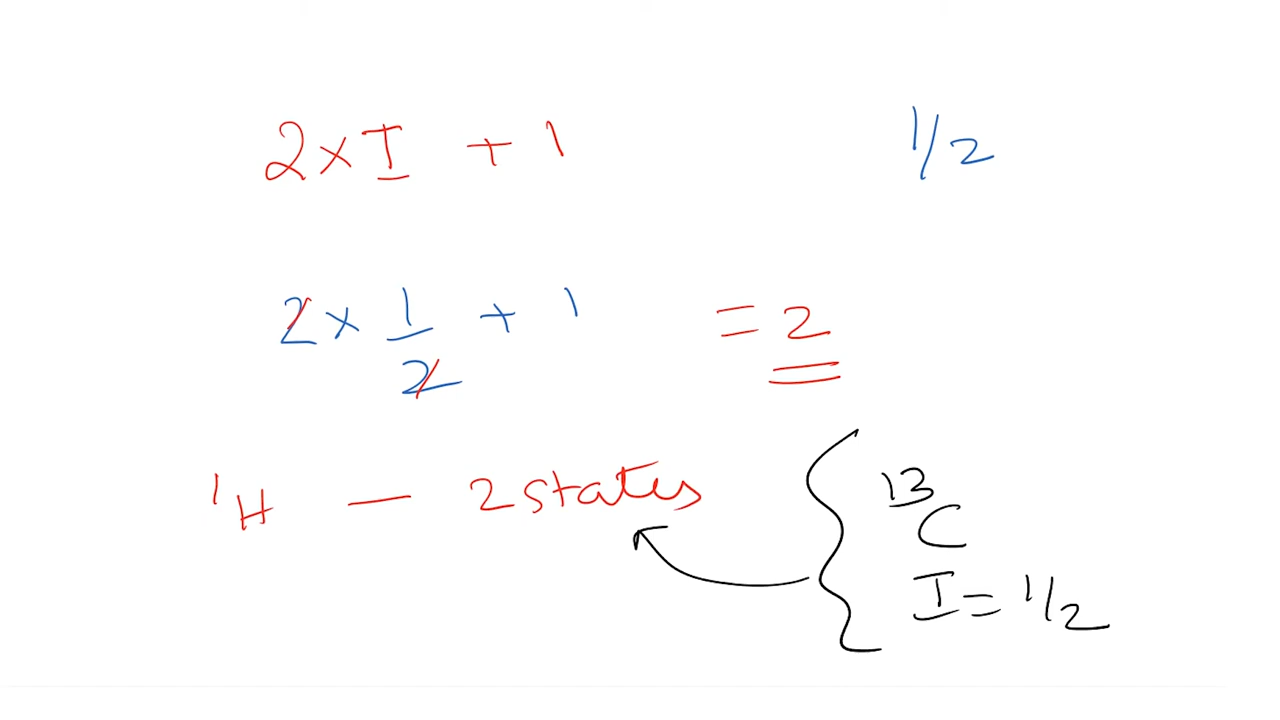 2 x I + 1
1/2
2 x 1/2 + 1 = 2
¹H — 2 states
¹³C
I = 1/2